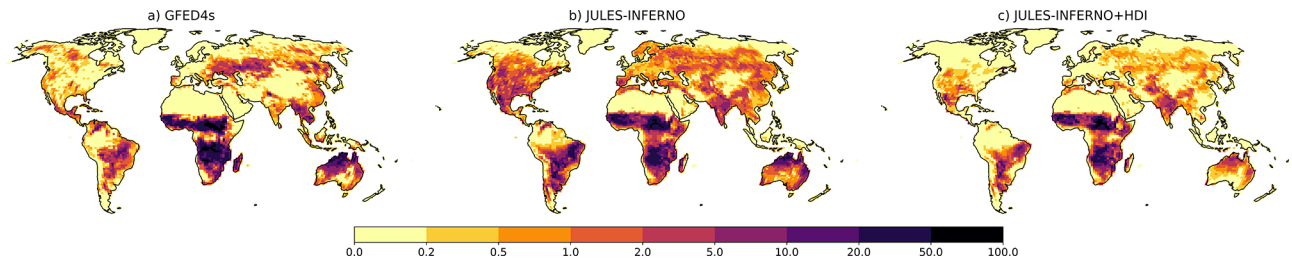 a) GFED4s
b) JULES-INFERNO
c) JULES-INFERNO+HDI
0.0 0.2 0.5 1.0 2.0 5.0 10.0 20.0 50.0 100.0